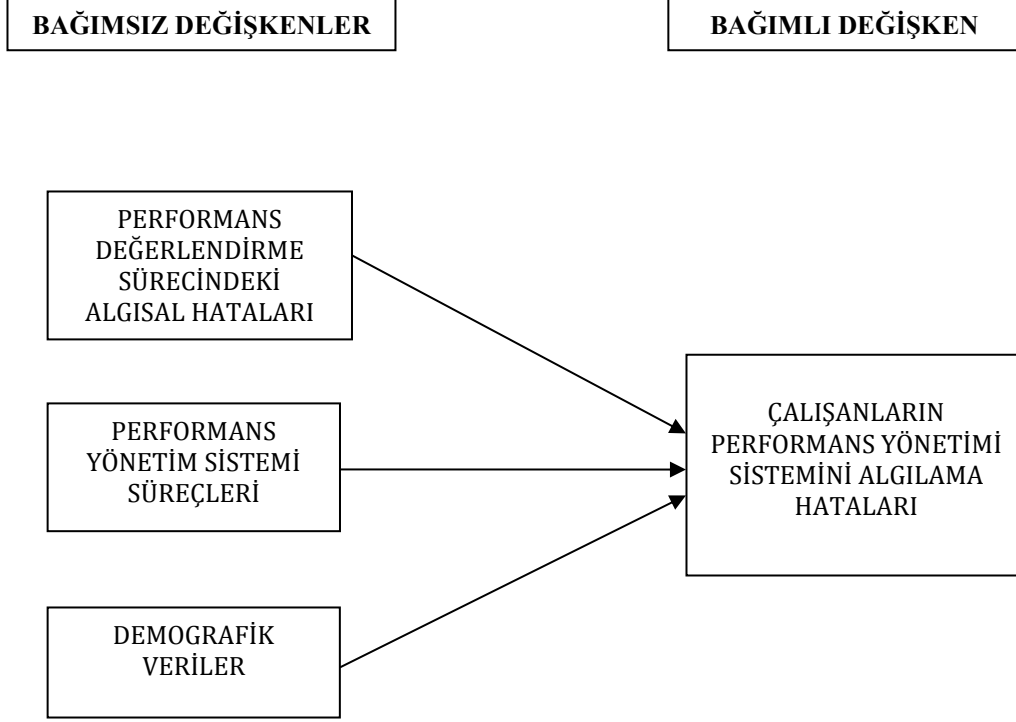 BAĞIMSIZ DEĞİŞKENLER
BAĞIMLI DEĞİŞKEN
PERFORMANS
DEĞERLENDİRME
SÜRECİNDEKİ
ALGISAL HATALARI
PERFORMANS
YÖNETİM SİSTEMİ
SÜREÇLERİ
DEMOGRAFİK
VERİLER
ÇALIŞANLARIN
PERFORMANS YÖNETİMİ
SİSTEMİNİ ALGILAMA
HATALARI